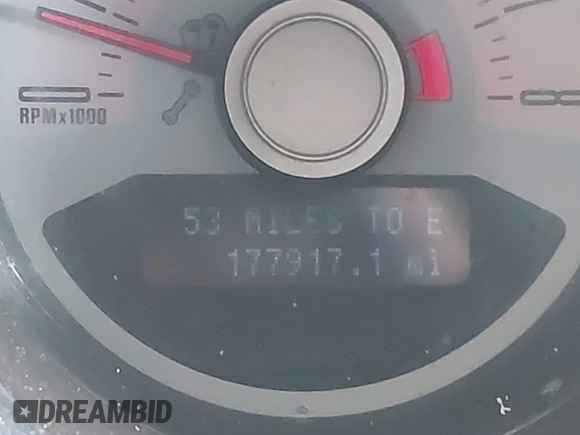 RPMx1000
53 MILES TO E
177917.1 mi
DREAMBID